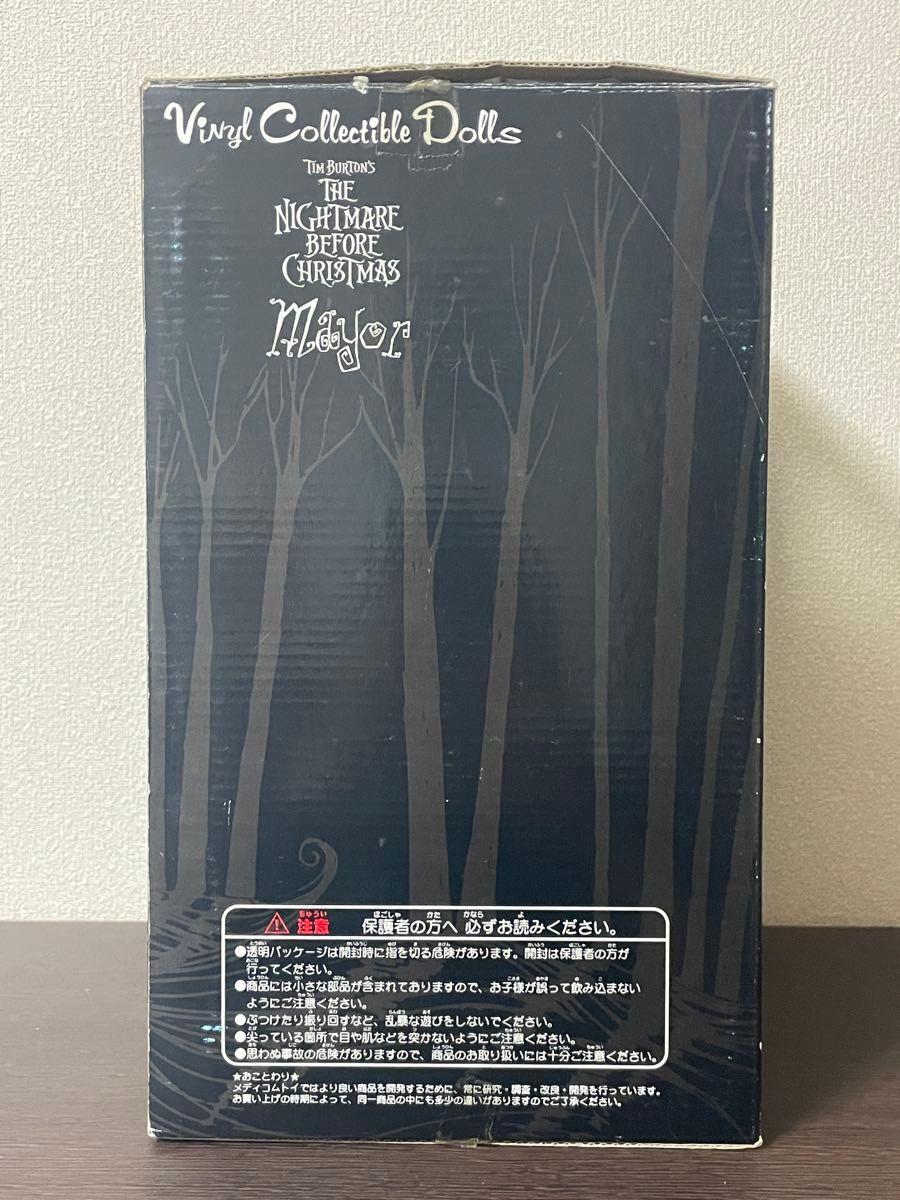 Vinyl Collectible Dolls
TIM BURTON'S
THE
NIGHTMARE
BEFORE
CHRISTMAS
Mayor
ちゅうい ほごしゃ かた かなら よ
注意 保護者の方へ 必ずお読みください。
●透明パッケージは開封時に指を切る危険があります。開封は保護者の方が
行ってください。
●商品には小さな部品が含まれておりますので、お子様が誤って飲み込まない
ようにご注意ください。
●ぶつけたり振り回すなど、乱暴な遊びをしないでください。
●尖っている箇所で目や肌などを突かないようにご注意ください。
●思わぬ事故の危険がありますので、商品のお取り扱いには十分ご注意ください。
★おことわり★
メディコムトイではより良い商品を開発するために、常に研究・調査・改良・開発を行っています。
お買い上げの時期によって、同一商品の中にも多少の違いがありますのでご了承ください。